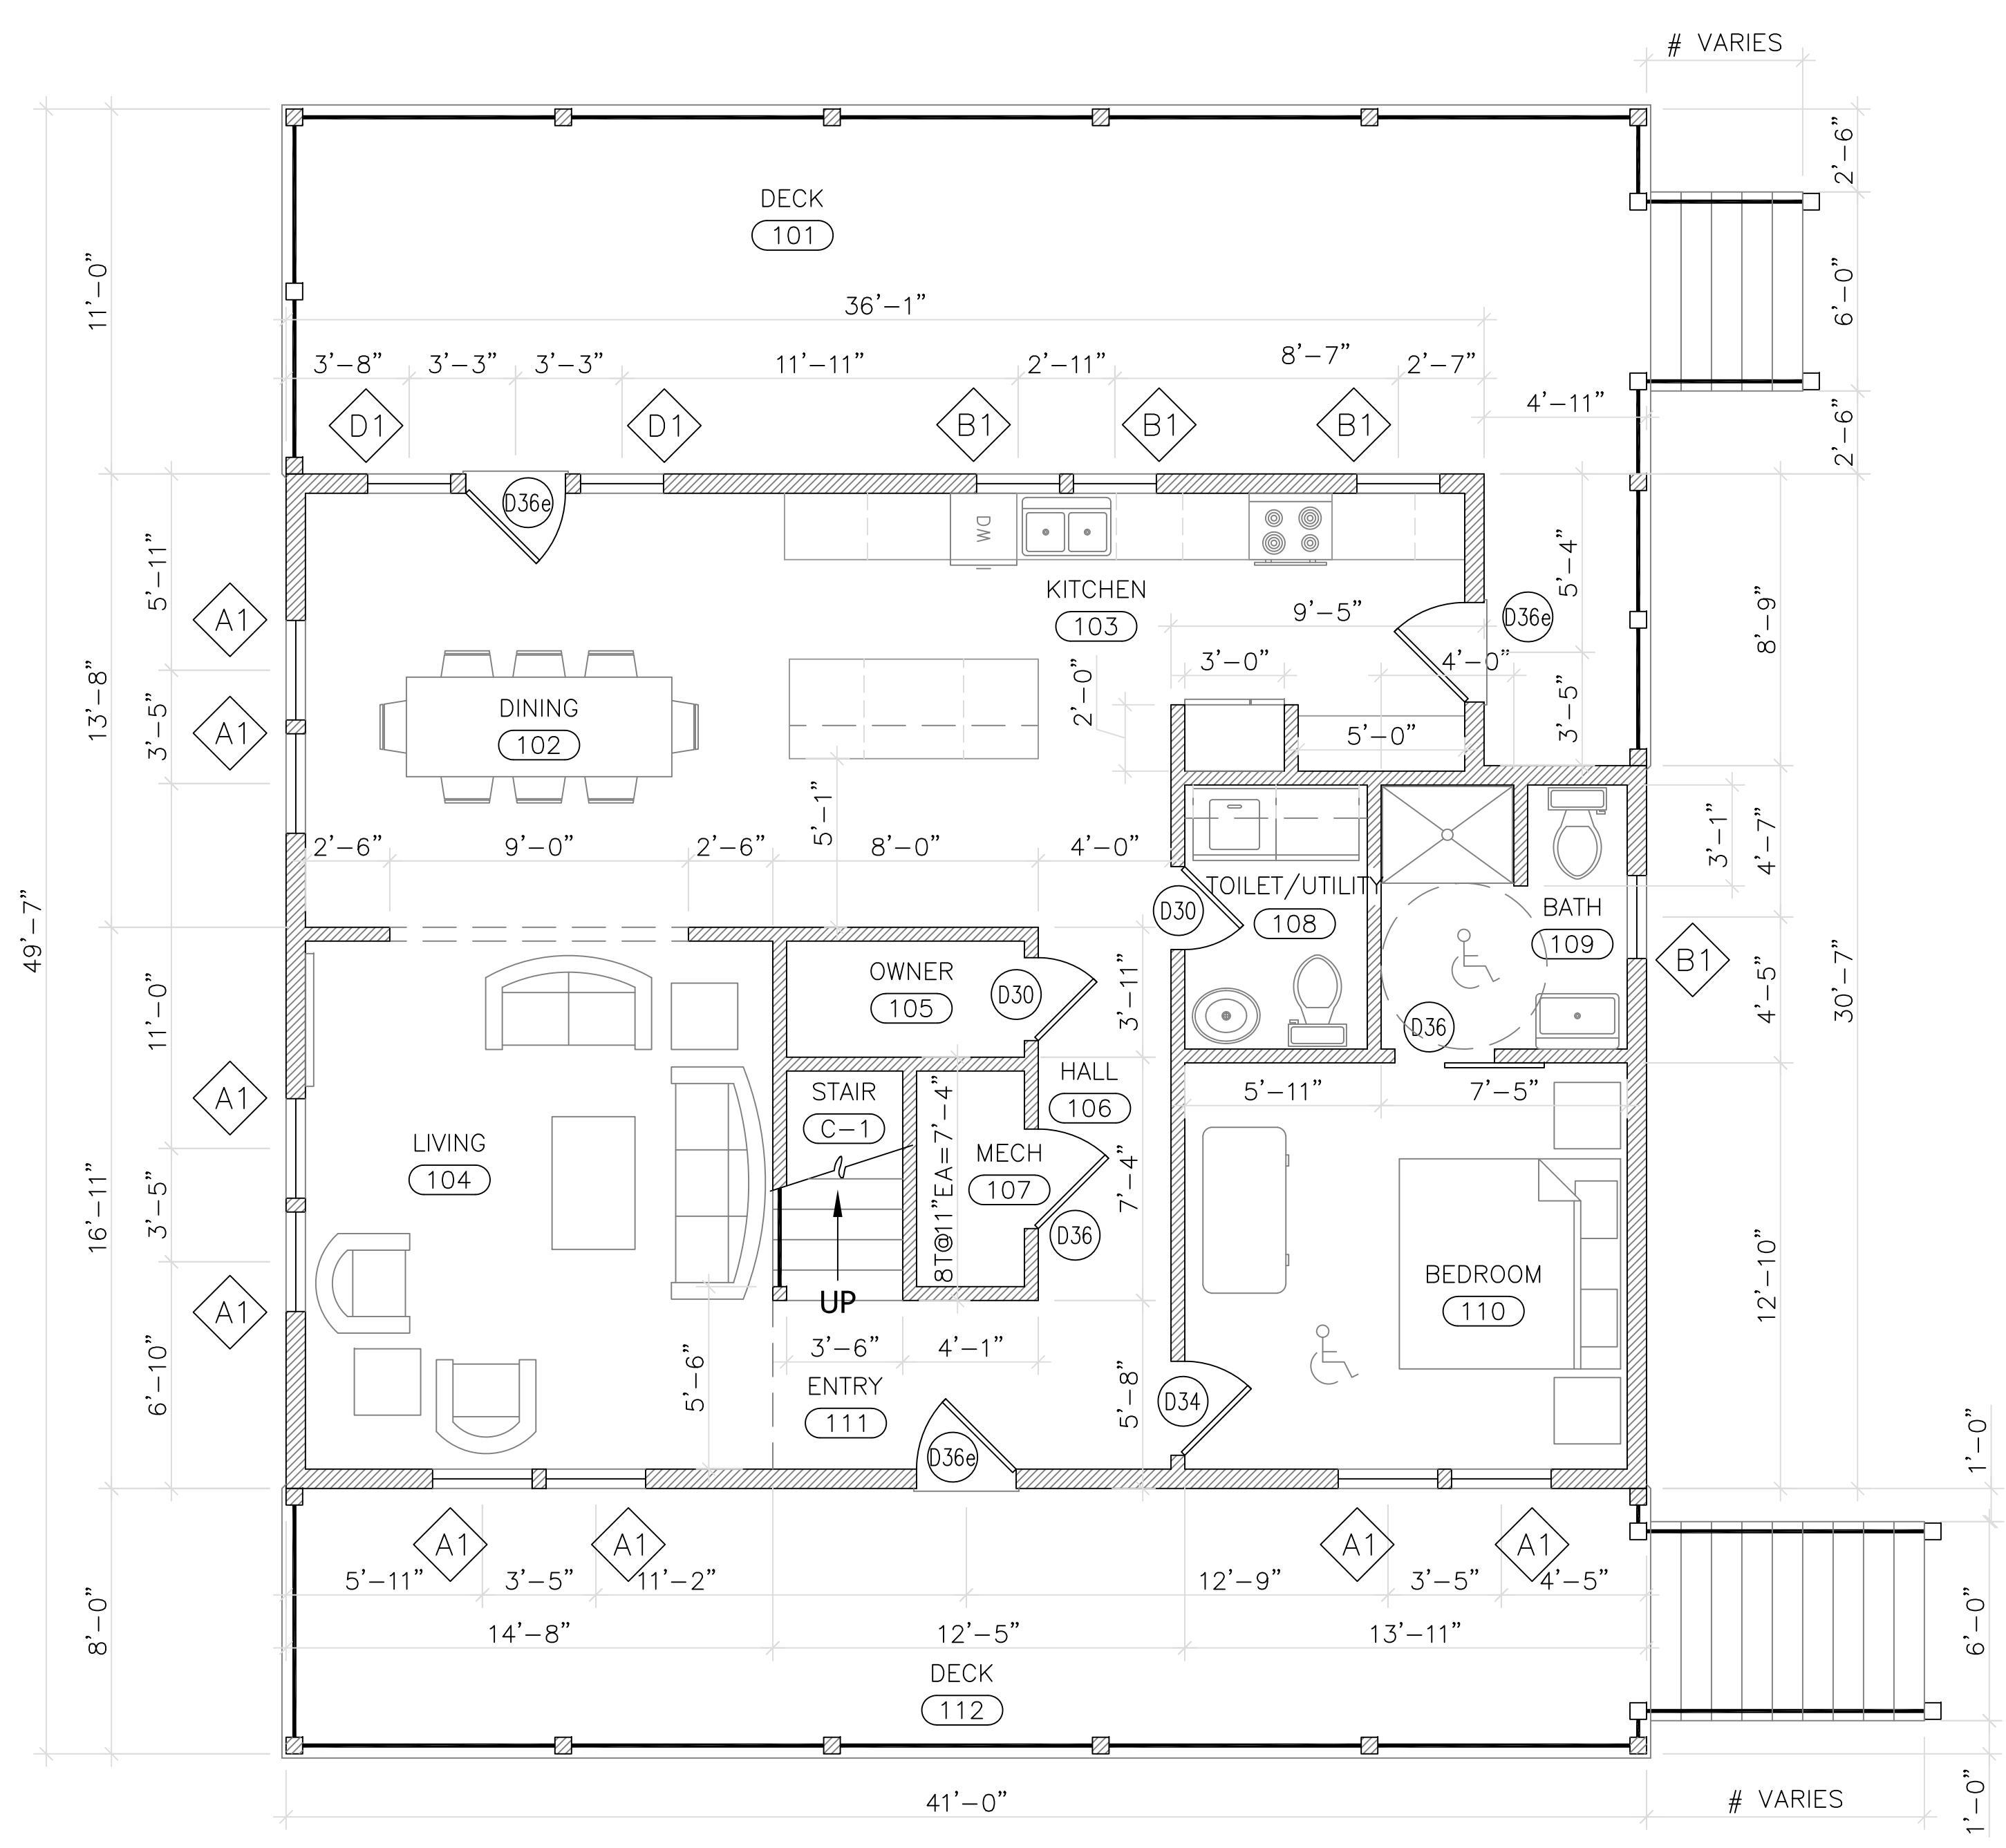 # VARIES
DECK
101
2'-6"
6'-0"
2'-6"
11'-0"
36'-1"
3'-8" 3'-3" 3'-3" 11'-11" 2'-11" 8'-7" 2'-7"
4'-11"
D1 D1 B1 B1 B1
D36e
DW
KITCHEN
103
9'-5"
D36e
5'-4"
8'-9"
5'-11"
A1
3'-0" 4'-0"
2'-0"
5'-0"
3'-5"
DINING
102
13'-8"
3'-5"
A1
5'-1"
2'-6" 9'-0" 2'-6" 8'-0" 4'-0"
3'-1"
4'-7"
49'-7"
TOILET/UTILITY
108
D30
BATH
109
B1
OWNER
105
D30
3'-11"
D36
4'-5"
30'-7"
11'-0"
A1
STAIR
C-1
8T@11"EA=7'-4"
HALL
106
5'-11" 7'-5"
LIVING
104
MECH
107
7'-4"
D36
16'-11"
3'-5"
A1
UP
BEDROOM
110
12'-10"
3'-6" 4'-1"
5'-6"
6'-10"
ENTRY
111
5'-8"
D34
D36e
1'-0"
A1 A1 A1 A1
5'-11" 3'-5" 11'-2" 12'-9" 3'-5" 4'-5"
14'-8" 12'-5" 13'-11"
8'-0"
6'-0"
DECK
112
41'-0"
# VARIES
1'-0"